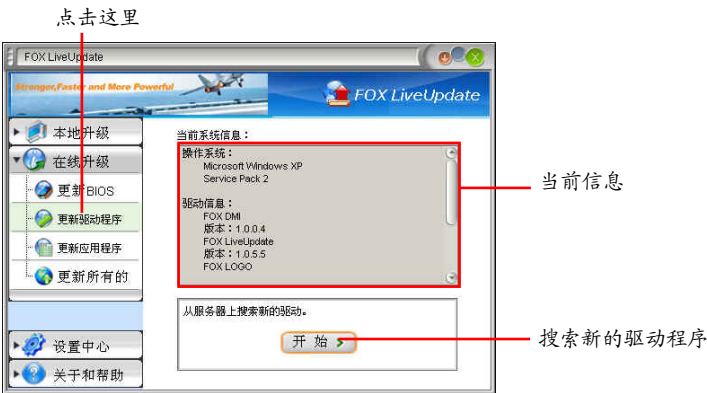 点击这里
FOX LiveUpdate
Stronger,Faster and More Powerful
FOX LiveUpdate
本地升级
在线升级
更新BIOS
更新驱动程序
更新应用程序
更新所有的
设置中心
关于和帮助
当前系统信息：
操作系统：
Microsoft Windows XP
Service Pack 2
驱动信息：
FOX DMI
版本：1.0.0.4
FOX LiveUpdate
版本：1.0.5.5
FOX LOGO
当前信息
从服务器上搜索新的驱动。
开 始
搜索新的驱动程序